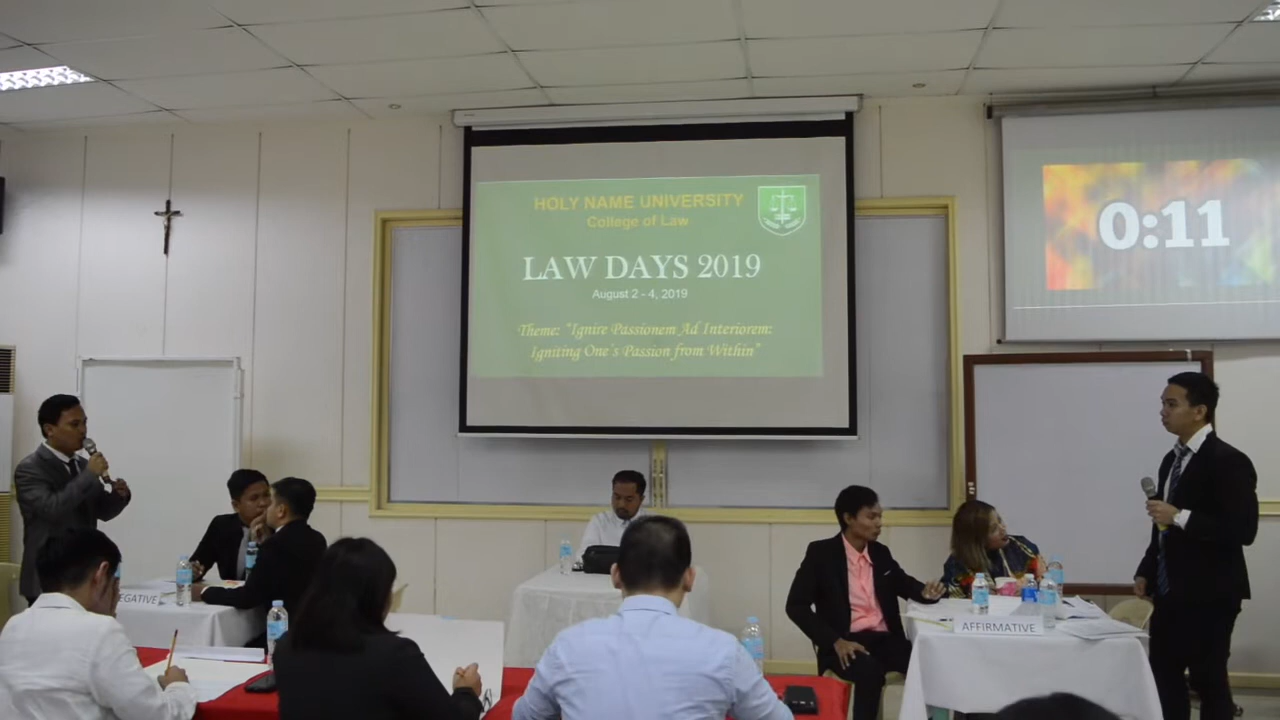 HOLY NAME UNIVERSITY
College of Law
LAW DAYS 2019
August 2 - 4, 2019
Theme: "Ignire Passionem Ad Interiorem:
Igniting One's Passion from Within"
0:11
EGATIVE
AFFIRMATIVE